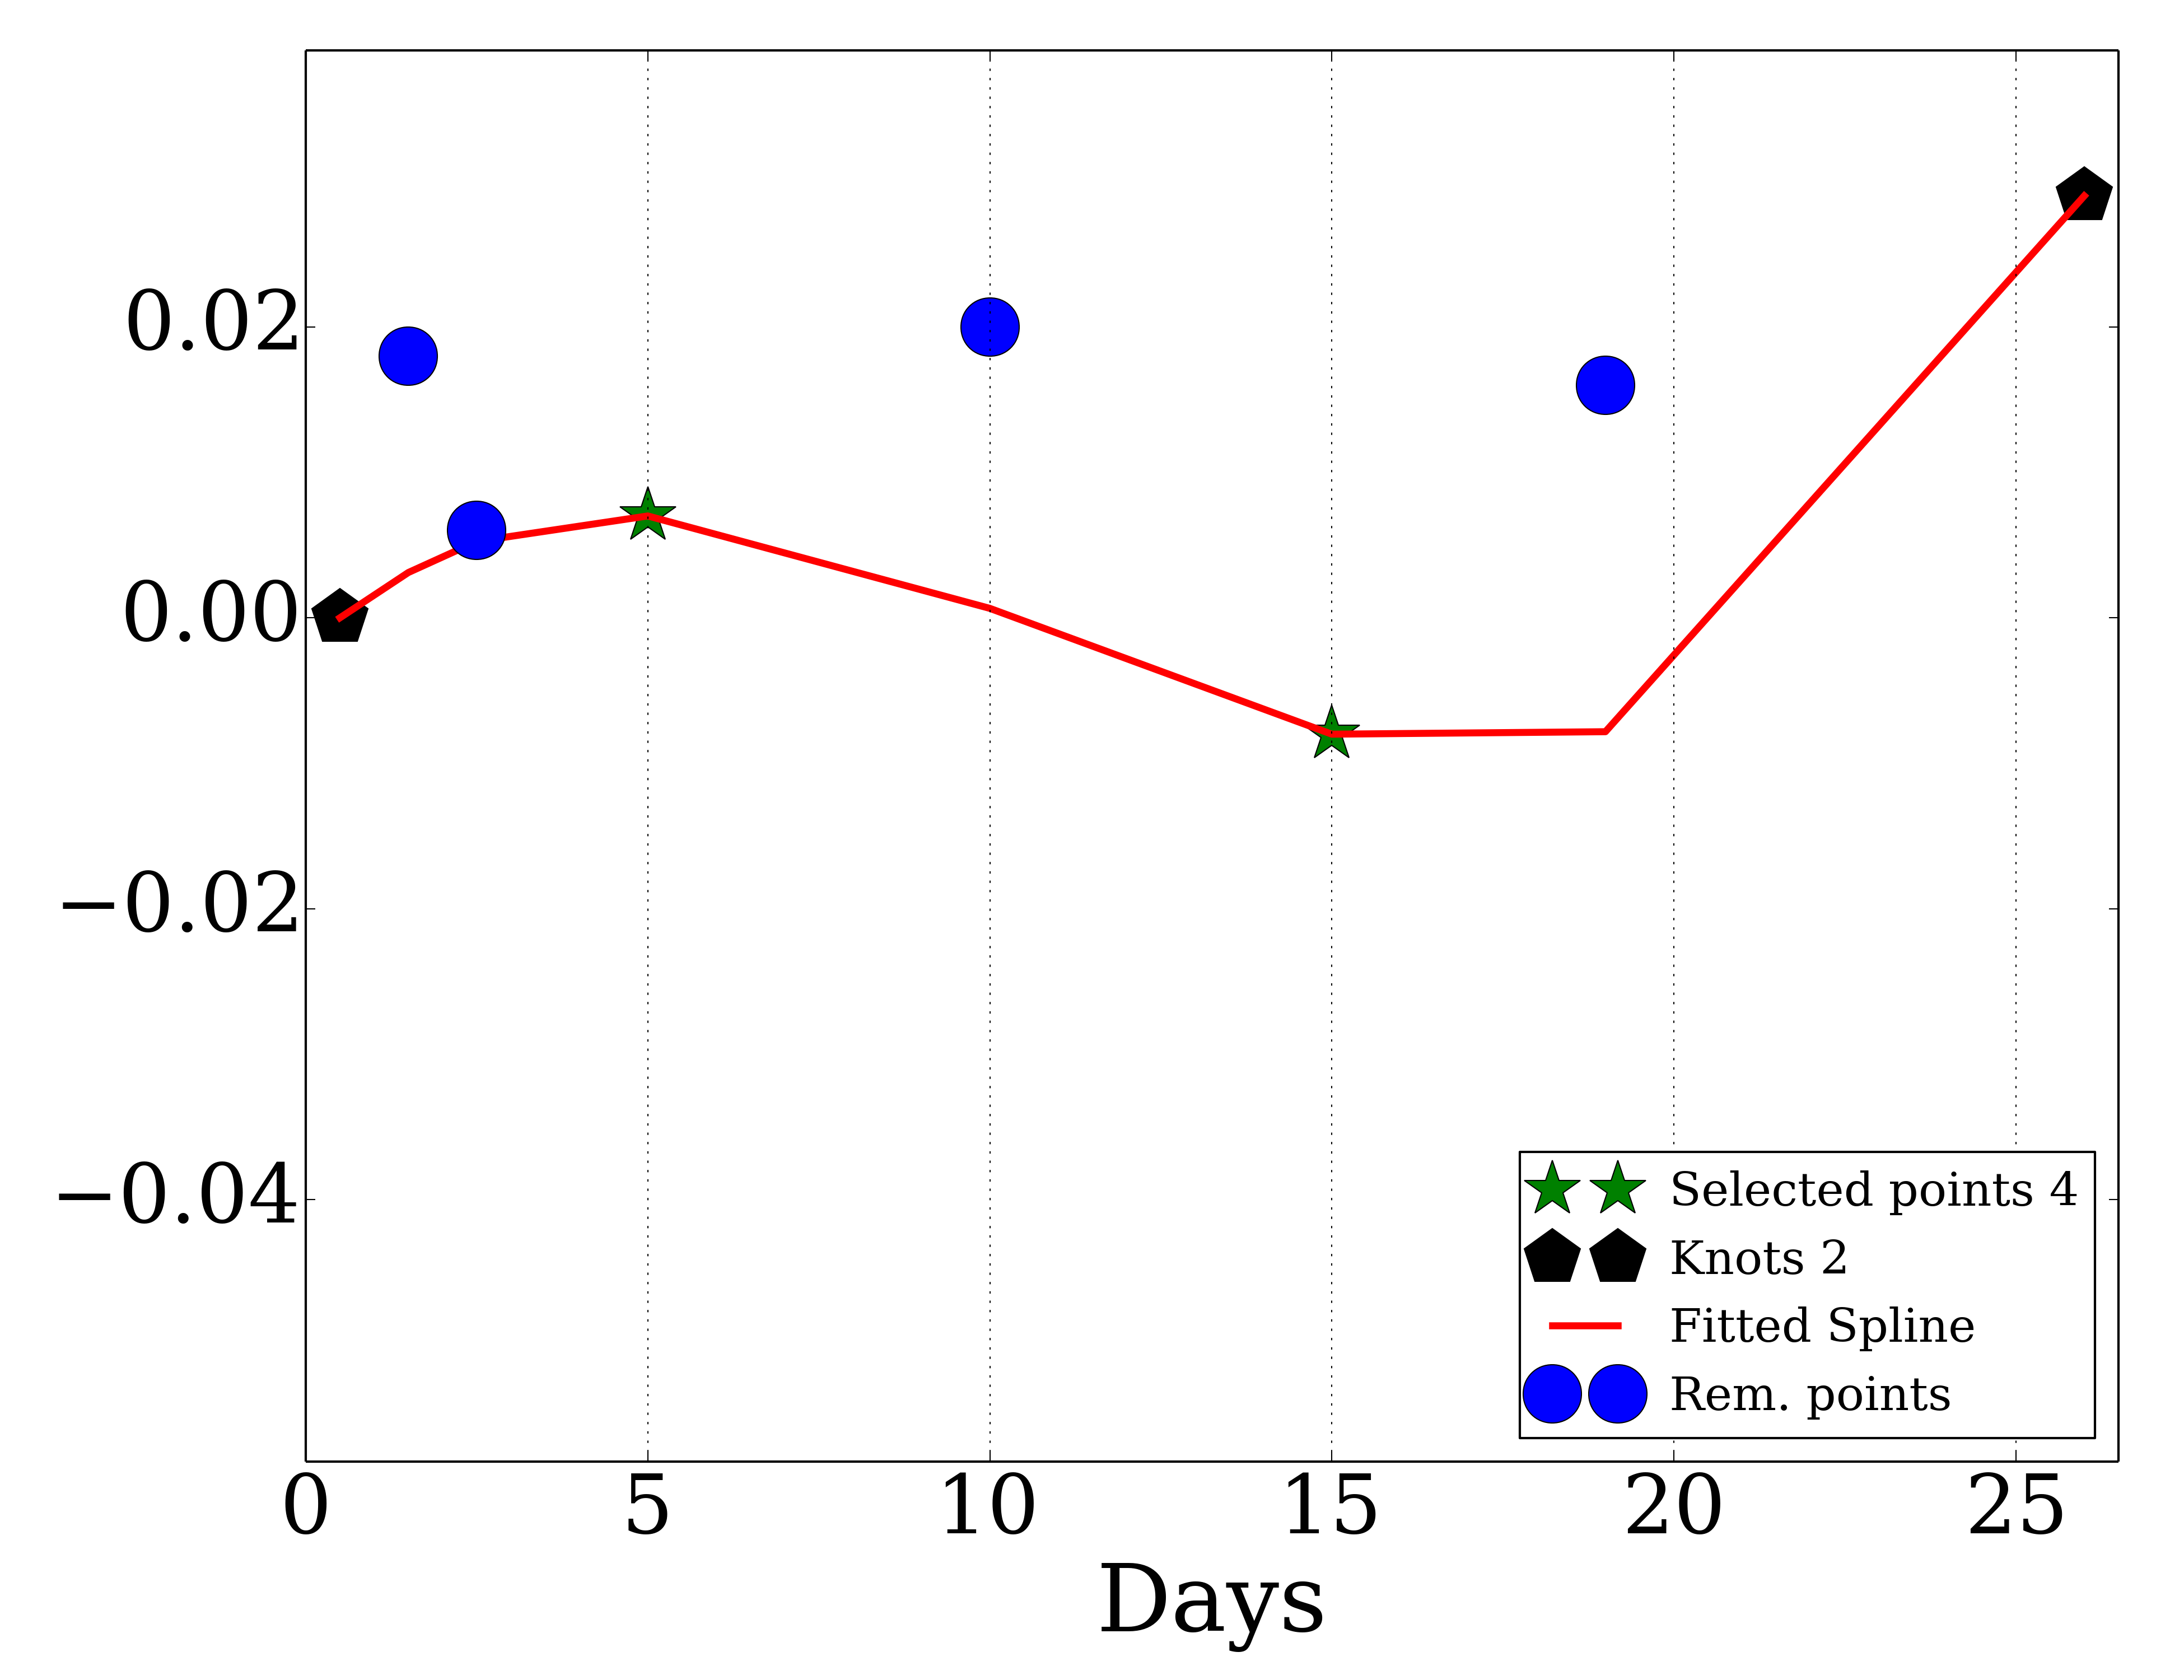 0.02
0.00
−0.02
−0.04
0 5 10 15 20 25
Days
Selected points 4
Knots 2
Fitted Spline
Rem. points